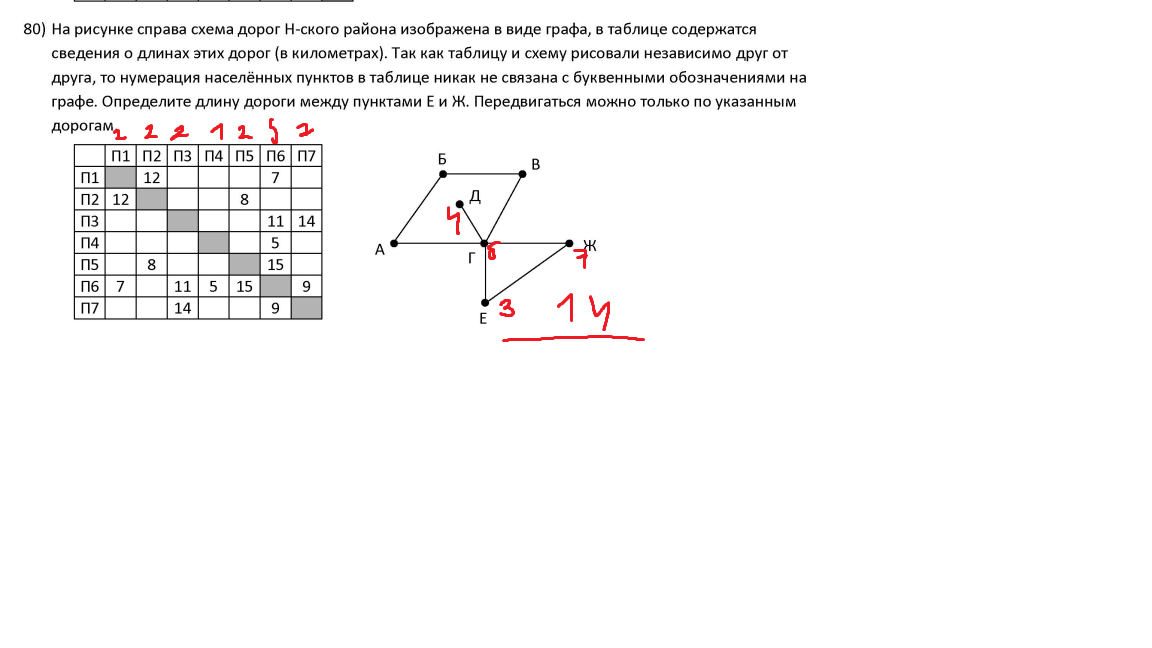 80) На рисунке справа схема дорог Н-ского района изображена в виде графа, в таблице содержатся
сведения о длинах этих дорог (в километрах). Так как таблицу и схему рисовали независимо друг от
друга, то нумерация населённых пунктов в таблице никак не связана с буквенными обозначениями на
графе. Определите длину дороги между пунктами Е и Ж. Передвигаться можно только по указанным
дорогам.
2 2 2 1 2 5 2
П1 П2 П3 П4 П5 П6 П7
П1 12 7
П2 12 8
П3 11 14
П4 5
П5 8 15
П6 7 11 5 15 9
П7 14 9
Б В
Д
4
А Г 6 Ж
7
Е 3 14